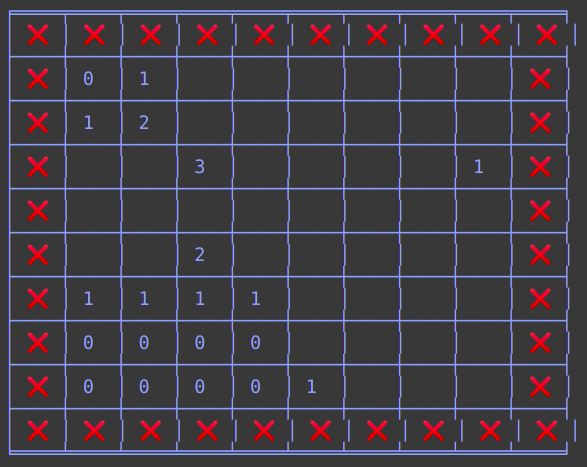 ❌ ❌ ❌ ❌ ❌ ❌ ❌ ❌ ❌ ❌
❌ 0 1 ❌
❌ 1 2 ❌
❌ 3 1 ❌
❌ ❌
❌ 2 ❌
❌ 1 1 1 1 ❌
❌ 0 0 0 0 ❌
❌ 0 0 0 0 1 ❌
❌ ❌ ❌ ❌ ❌ ❌ ❌ ❌ ❌ ❌